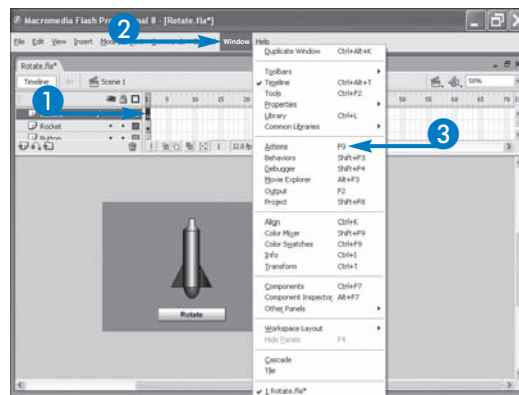 Macromedia Flash Professional 8 - [Rotate.fla*]
File Edit View Insert Window Help
Rotate.fla*
Timeline Scene 1 50%
5 10 15 20 50 55 60 65 70
Rocket
Button
1 12.0
Rotate
Duplicate Window Ctrl+Alt+K
Toolbars
Timeline Ctrl+Alt+T
Tools Ctrl+F2
Properties
Library Ctrl+L
Common Libraries
Actions F9
Behaviors Shift+F3
Debugger Shift+F4
Movie Explorer Alt+F3
Output F2
Project Shift+F8
Align Ctrl+K
Color Mixer Shift+F9
Color Swatches Ctrl+F9
Info Ctrl+I
Transform Ctrl+T
Components Ctrl+F7
Component Inspector Alt+F7
Other Panels
Workspace Layout
Hide Panels F4
Cascade
Tile
1 Rotate.fla*
1
2
3